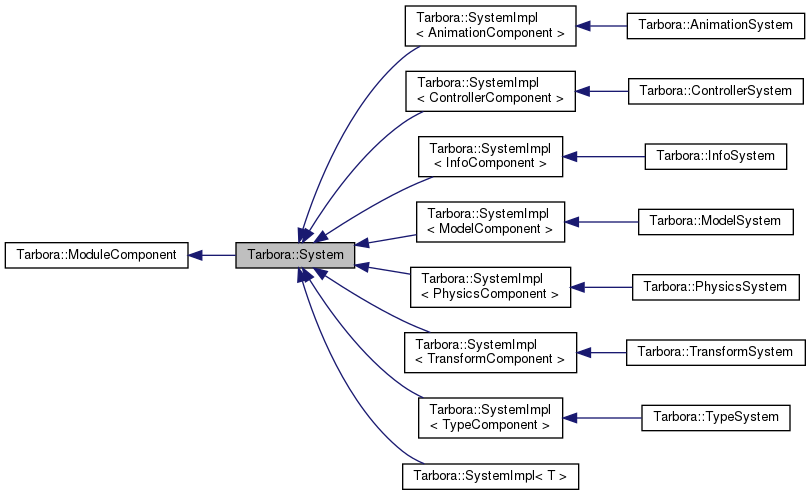 Tarbora::SystemImpl
< AnimationComponent >
Tarbora::AnimationSystem
Tarbora::SystemImpl
< ControllerComponent >
Tarbora::ControllerSystem
Tarbora::SystemImpl
< InfoComponent >
Tarbora::InfoSystem
Tarbora::SystemImpl
< ModelComponent >
Tarbora::ModelSystem
Tarbora::ModuleComponent
Tarbora::System
Tarbora::SystemImpl
< PhysicsComponent >
Tarbora::PhysicsSystem
Tarbora::SystemImpl
< TransformComponent >
Tarbora::TransformSystem
Tarbora::SystemImpl
< TypeComponent >
Tarbora::TypeSystem
Tarbora::SystemImpl< T >